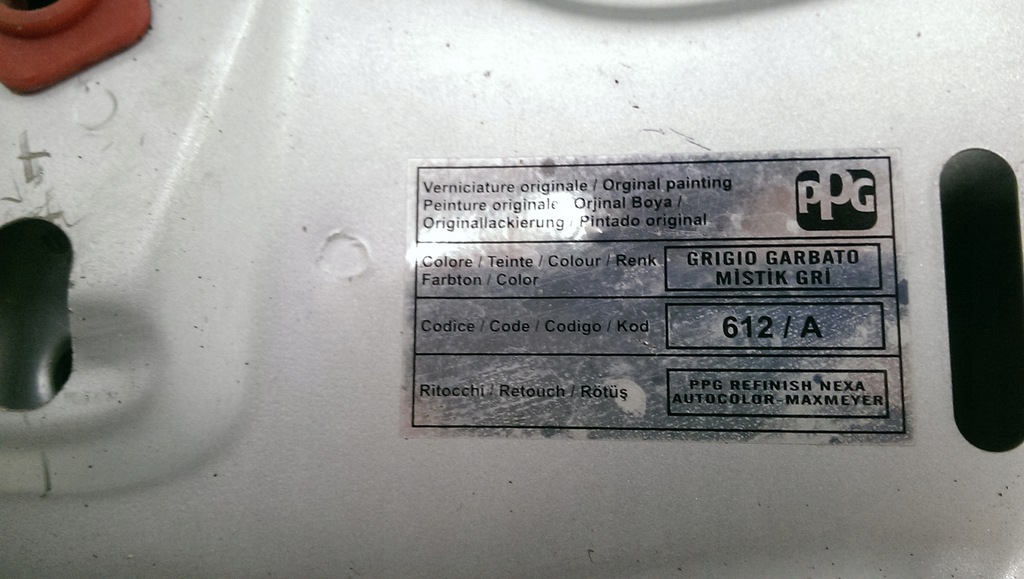 Verniciature originale / Orginal painting
Peinture originale Orjinal Boya /
Originallackierung / Pintado original
PPG
Colore / Teinte / Colour / Renk
Farbton / Color
GRIGIO GARBATO
MİSTİK GRİ
Codice / Code / Codigo / Kod
612 / A
Ritocchi / Retouch / Rötüş
PPG REFINISH NEXA
AUTOCOLOR-MAXMEYER